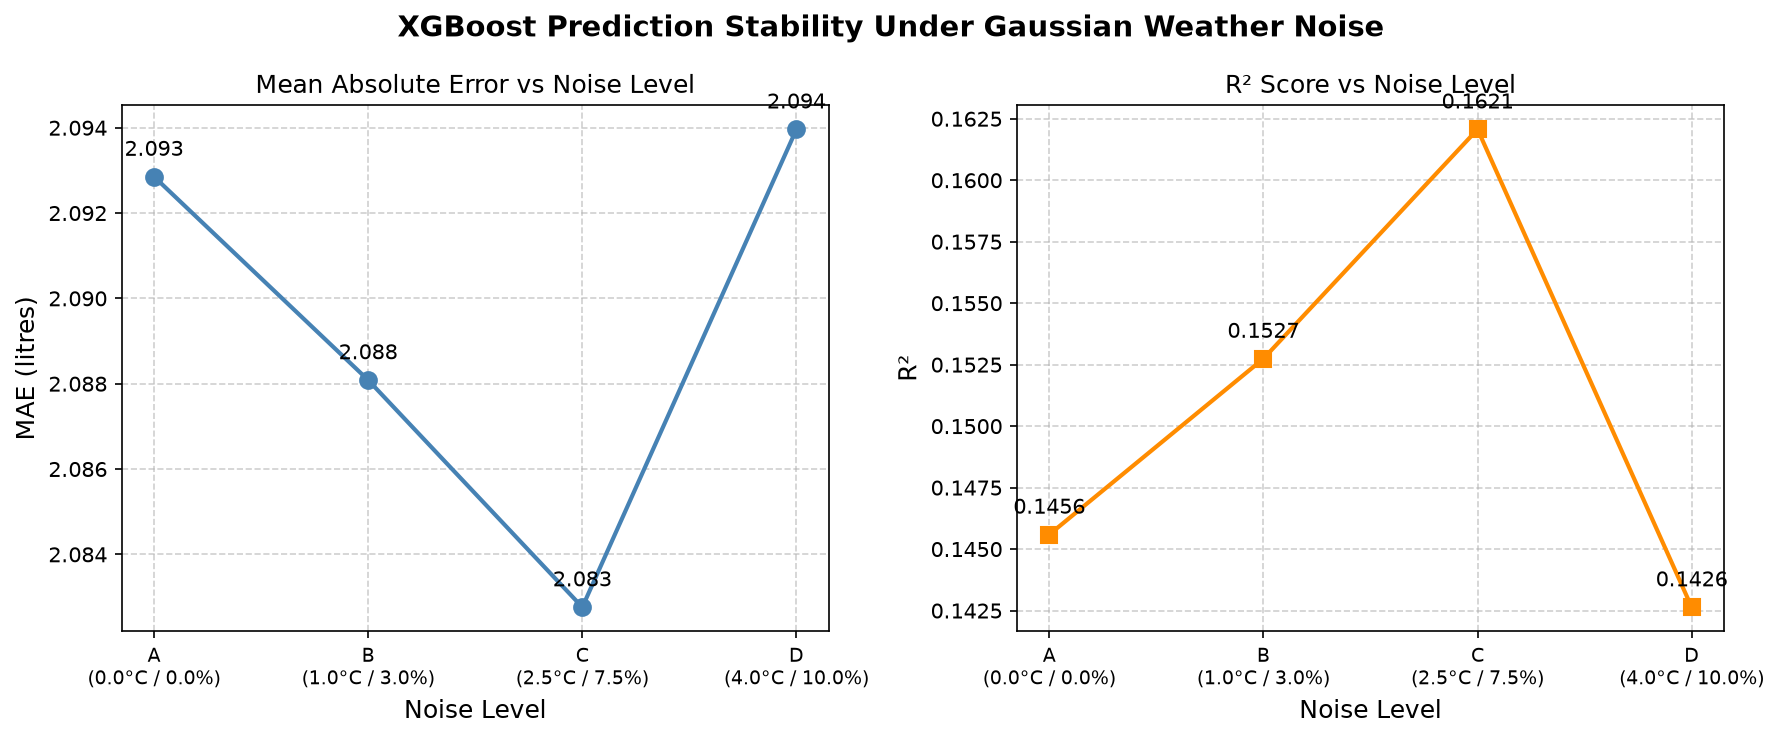 XGBoost Prediction Stability Under Gaussian Weather Noise
Mean Absolute Error vs Noise Level
MAE (litres)
2.094
2.092
2.090
2.088
2.086
2.084
2.093
2.088
2.083
2.094
A
(0.0°C / 0.0%)
B
(1.0°C / 3.0%)
C
(2.5°C / 7.5%)
D
(4.0°C / 10.0%)
Noise Level
R² Score vs Noise Level
R²
0.1625
0.1600
0.1575
0.1550
0.1525
0.1500
0.1475
0.1450
0.1425
0.1456
0.1527
0.1621
0.1426
A
(0.0°C / 0.0%)
B
(1.0°C / 3.0%)
C
(2.5°C / 7.5%)
D
(4.0°C / 10.0%)
Noise Level